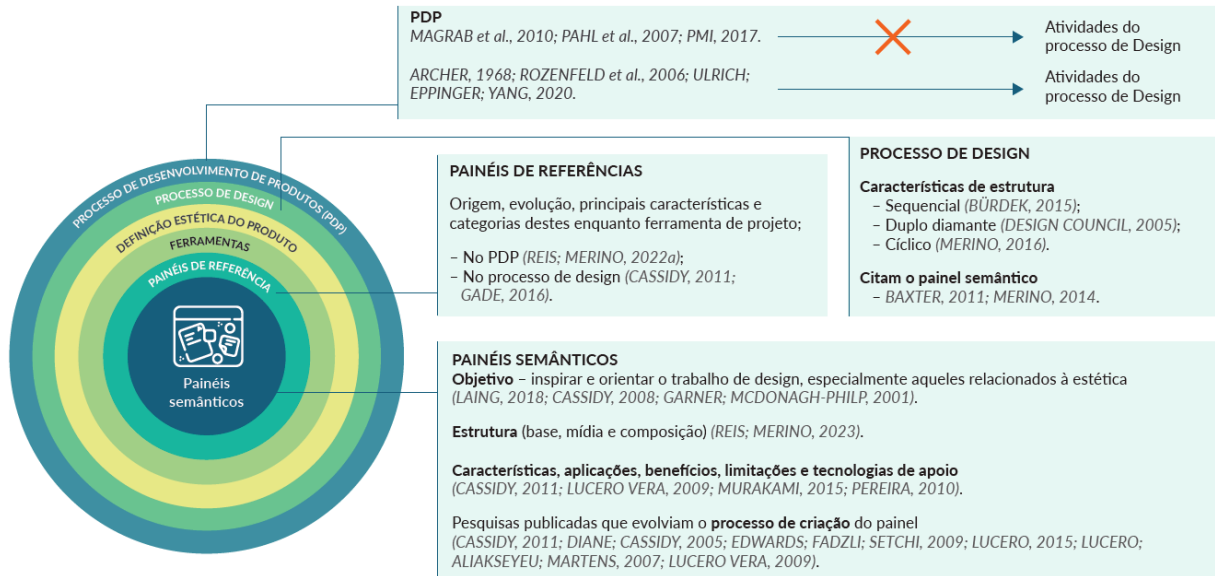 PDP
MAGRAB et al., 2010; PAHL et al., 2007; PMI, 2017.
Atividades do
processo de Design
ARCHER, 1968; ROZENFELD et al., 2006; ULRICH;
EPPINGER; YANG, 2020.
Atividades do
processo de Design
PROCESSO DE DESENVOLVIMENTO DE PRODUTOS (PDP)
PROCESSO DE DESIGN
DEFINIÇÃO ESTÉTICA DO PRODUTO
FERRAMENTAS
PAINÉIS DE REFERÊNCIA
Painéis
semânticos
PAINÉIS DE REFERÊNCIAS
Origem, evolução, principais características e
categorias destes enquanto ferramenta de projeto;
– No PDP (REIS; MERINO, 2022a);
– No processo de design (CASSIDY, 2011;
GADE, 2016).
PROCESSO DE DESIGN
Características de estrutura
– Sequencial (BÜRDEK, 2015);
– Duplo diamante (DESIGN COUNCIL, 2005);
– Cíclico (MERINO, 2016).
Citam o painel semântico
– BAXTER, 2011; MERINO, 2014.
PAINÉIS SEMÂNTICOS
Objetivo – inspirar e orientar o trabalho de design, especialmente aqueles relacionados à estética
(LAING, 2018; CASSIDY, 2008; GARNER; MCDONAGH-PHILP, 2001).
Estrutura (base, mídia e composição) (REIS; MERINO, 2023).
Características, aplicações, benefícios, limitações e tecnologias de apoio
(CASSIDY, 2011; LUCERO VERA, 2009; MURAKAMI, 2015; PEREIRA, 2010).
Pesquisas publicadas que evolviam o processo de criação do painel
(CASSIDY, 2011; DIANE; CASSIDY, 2005; EDWARDS; FADZLI; SETCHI, 2009; LUCERO, 2015; LUCERO;
ALIAKSEYEU; MARTENS, 2007; LUCERO VERA, 2009).